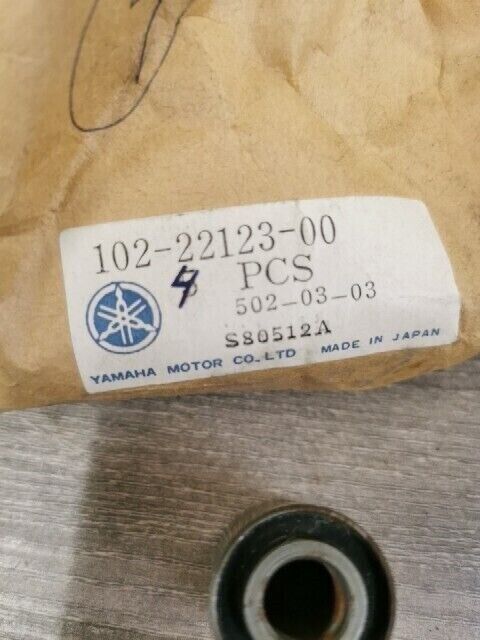 102-22123-00
4 PCS
502-03-03
S80512A
YAMAHA MOTOR CO.,LTD MADE IN JAPAN